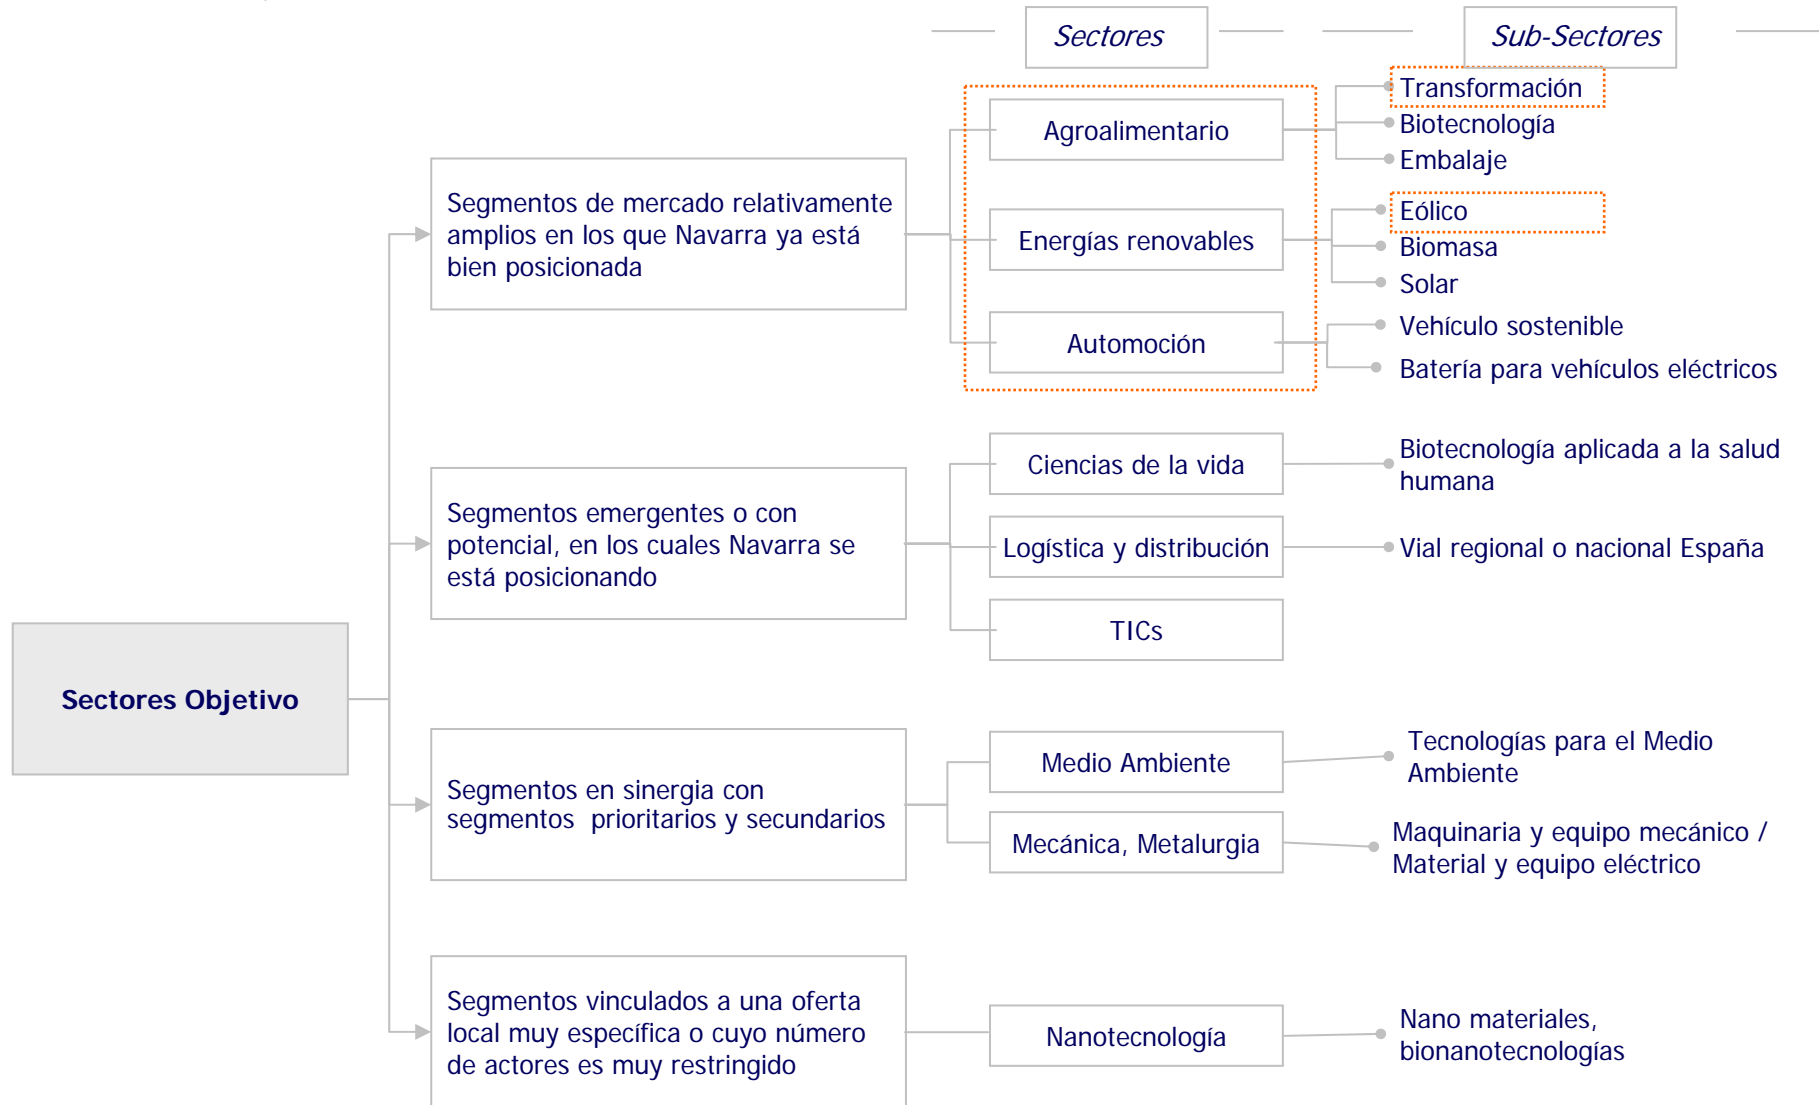 Sectores
Sub-Sectores
Sectores Objetivo
Segmentos de mercado relativamente
amplios en los que Navarra ya está
bien posicionada
Agroalimentario
Transformación
Biotecnología
Embalaje
Energías renovables
Eólico
Biomasa
Solar
Automoción
Vehículo sostenible
Batería para vehículos eléctricos
Segmentos emergentes o con
potencial, en los cuales Navarra se
está posicionando
Ciencias de la vida
Biotecnología aplicada a la salud
humana
Logística y distribución
Vial regional o nacional España
TICs
Segmentos en sinergia con
segmentos  prioritarios y secundarios
Medio Ambiente
Tecnologías para el Medio
Ambiente
Mecánica, Metalurgia
Maquinaria y equipo mecánico /
Material y equipo eléctrico
Segmentos vinculados a una oferta
local muy específica o cuyo número
de actores es muy restringido
Nanotecnología
Nano materiales,
bionanotecnologías